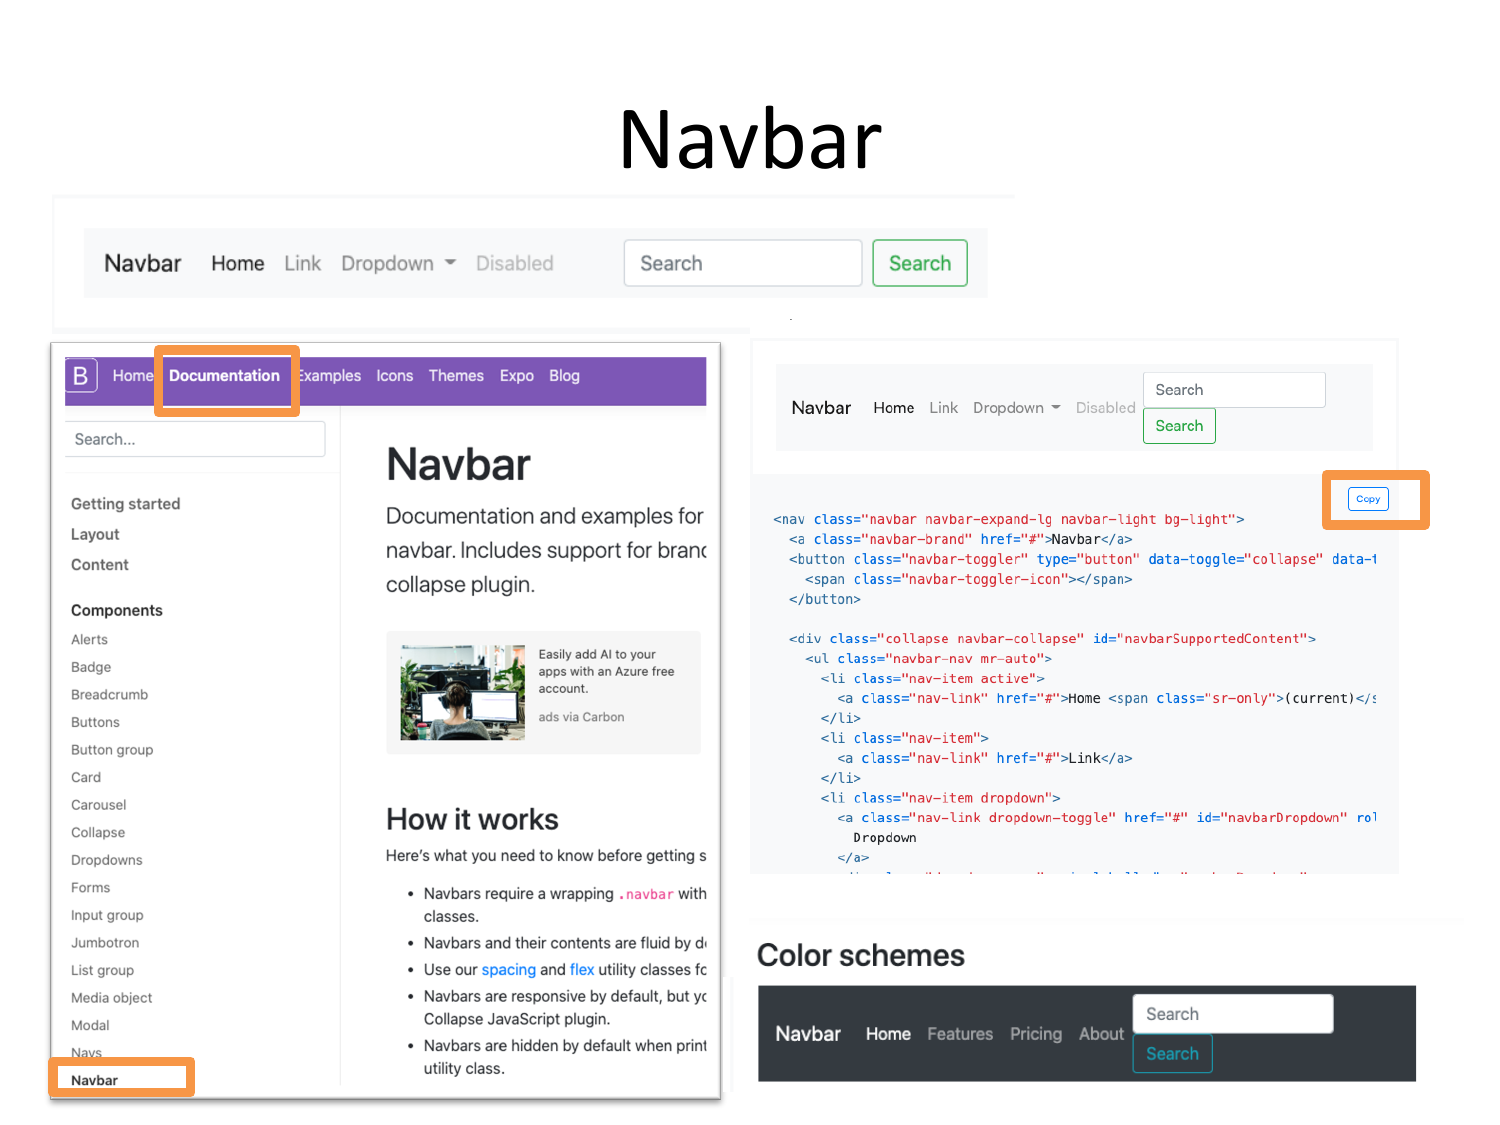 Navbar
Navbar Home Link Dropdown Disabled Search Search
B Home Documentation Examples Icons Themes Expo Blog
Search...
Getting started
Layout
Content
Components
Alerts
Badge
Breadcrumb
Buttons
Button group
Card
Carousel
Collapse
Dropdowns
Forms
Input group
Jumbotron
List group
Media object
Modal
Navs
Navbar
Navbar
Documentation and examples for
navbar. Includes support for branc
collapse plugin.
Easily add AI to your
apps with an Azure free
account.
ads via Carbon
How it works
Here's what you need to know before getting s
• Navbars require a wrapping .navbar with
classes.
• Navbars and their contents are fluid by de
• Use our spacing and flex utility classes fo
• Navbars are responsive by default, but yo
Collapse JavaScript plugin.
• Navbars are hidden by default when print
utility class.
Navbar Home Link Dropdown Disabled Search
Search
Copy
<nav class="navbar navbar-expand-lg navbar-light bg-light">
<a class="navbar-brand" href="#">Navbar</a>
<button class="navbar-toggler" type="button" data-toggle="collapse" data-t
<span class="navbar-toggler-icon"></span>
</button>
<div class="collapse navbar-collapse" id="navbarSupportedContent">
<ul class="navbar-nav mr-auto">
<li class="nav-item active">
<a class="nav-link" href="#">Home <span class="sr-only">(current)</s
</li>
<li class="nav-item">
<a class="nav-link" href="#">Link</a>
</li>
<li class="nav-item dropdown">
<a class="nav-link dropdown-toggle" href="#" id="navbarDropdown" rol
Dropdown
</a>
Color schemes
Navbar Home Features Pricing About Search
Search